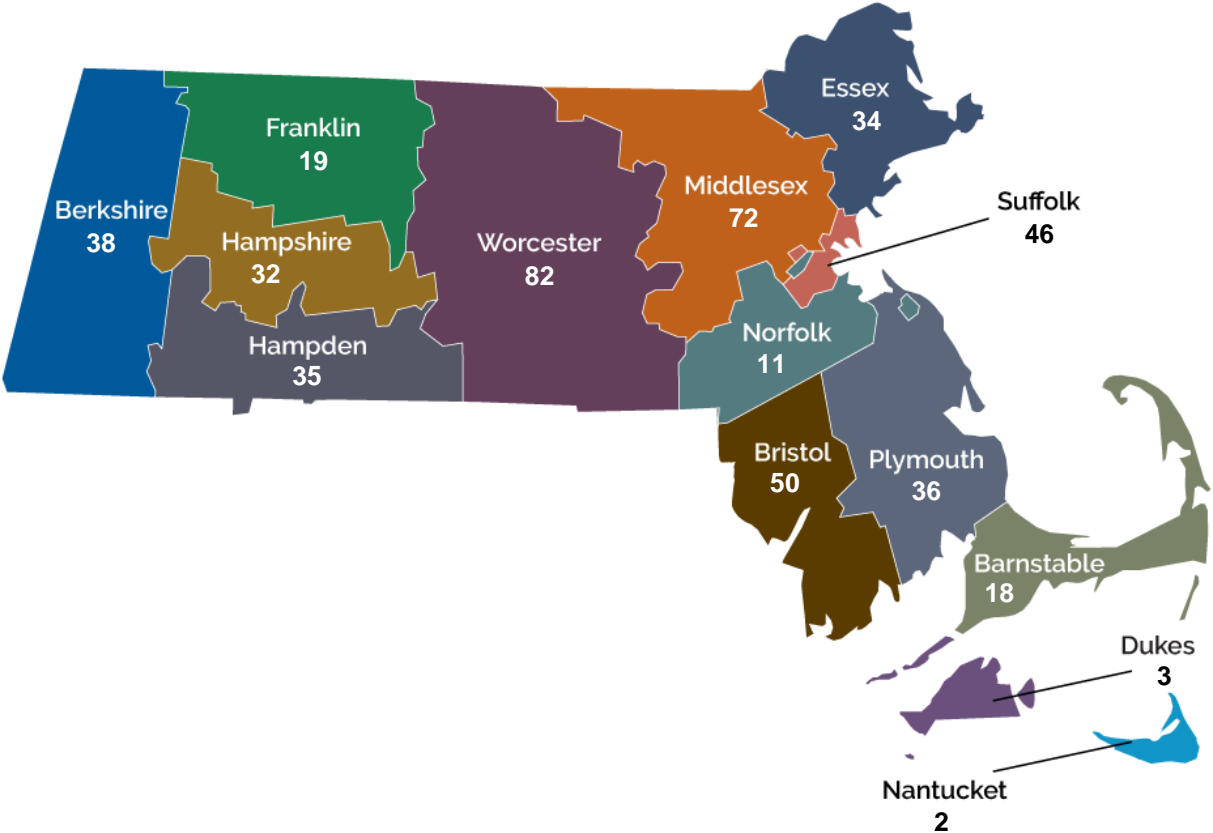 Essex
34
Franklin
19
Middlesex
72
Suffolk
46
Berkshire
38
Hampshire
32
Worcester
82
Norfolk
11
Hampden
35
Bristol
50
Plymouth
36
Barnstable
18
Dukes
3
Nantucket
2